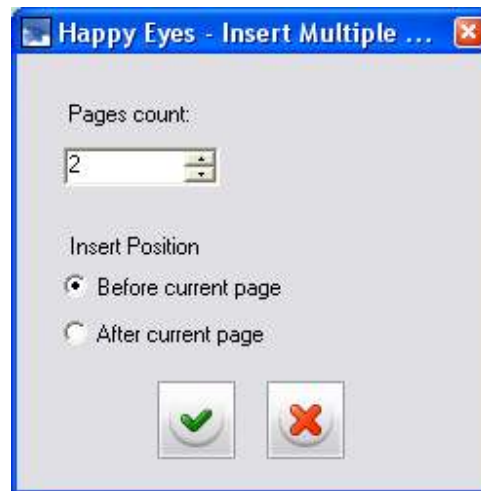 Happy Eyes - Insert Multiple ...
Pages count:
2
Insert Position
Before current page
After current page